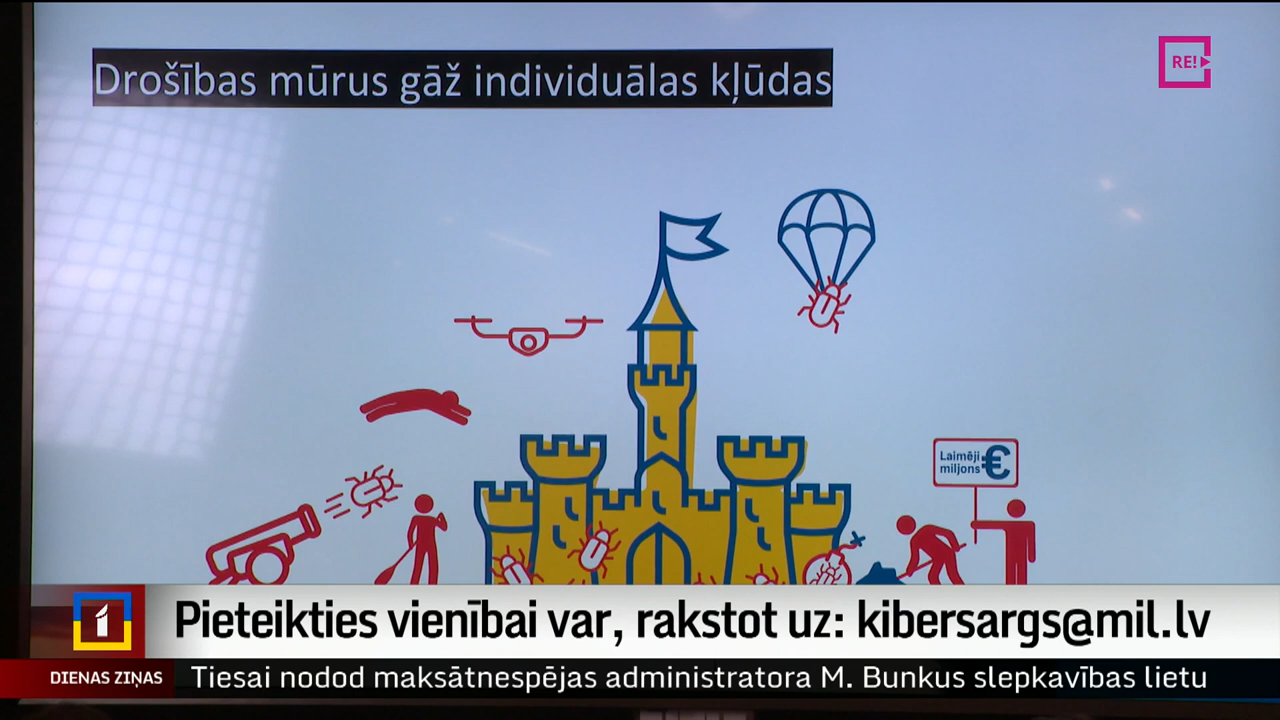 Drošības mūrus gāž individuālas kļūdas
RE!
Laimēji
miljons €
1
Pieteikties vienībai var, rakstot uz: kibersargs@mil.lv
DIENAS ZIŅAS
Tiesai nodod maksātnespējas administratora M. Bunkus slepkavības lietu